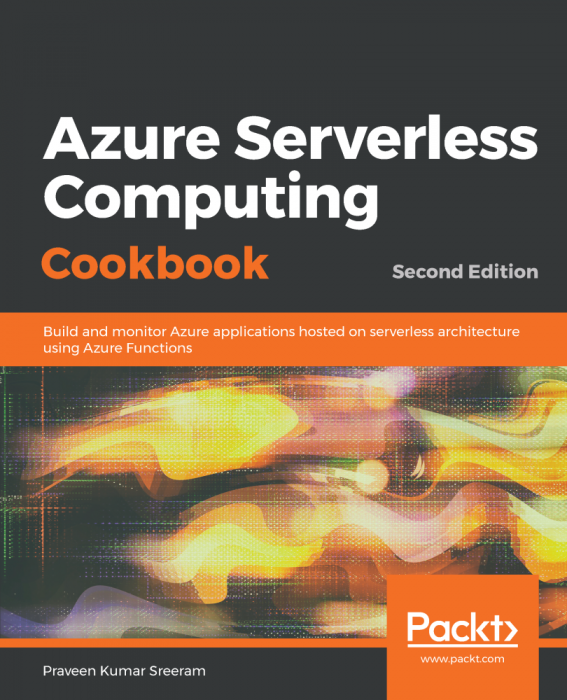 Azure Serverless
Computing
Cookbook
Second Edition
Build and monitor Azure applications hosted on serverless architecture
using Azure Functions
Packt>
www.packt.com
Praveen Kumar Sreeram